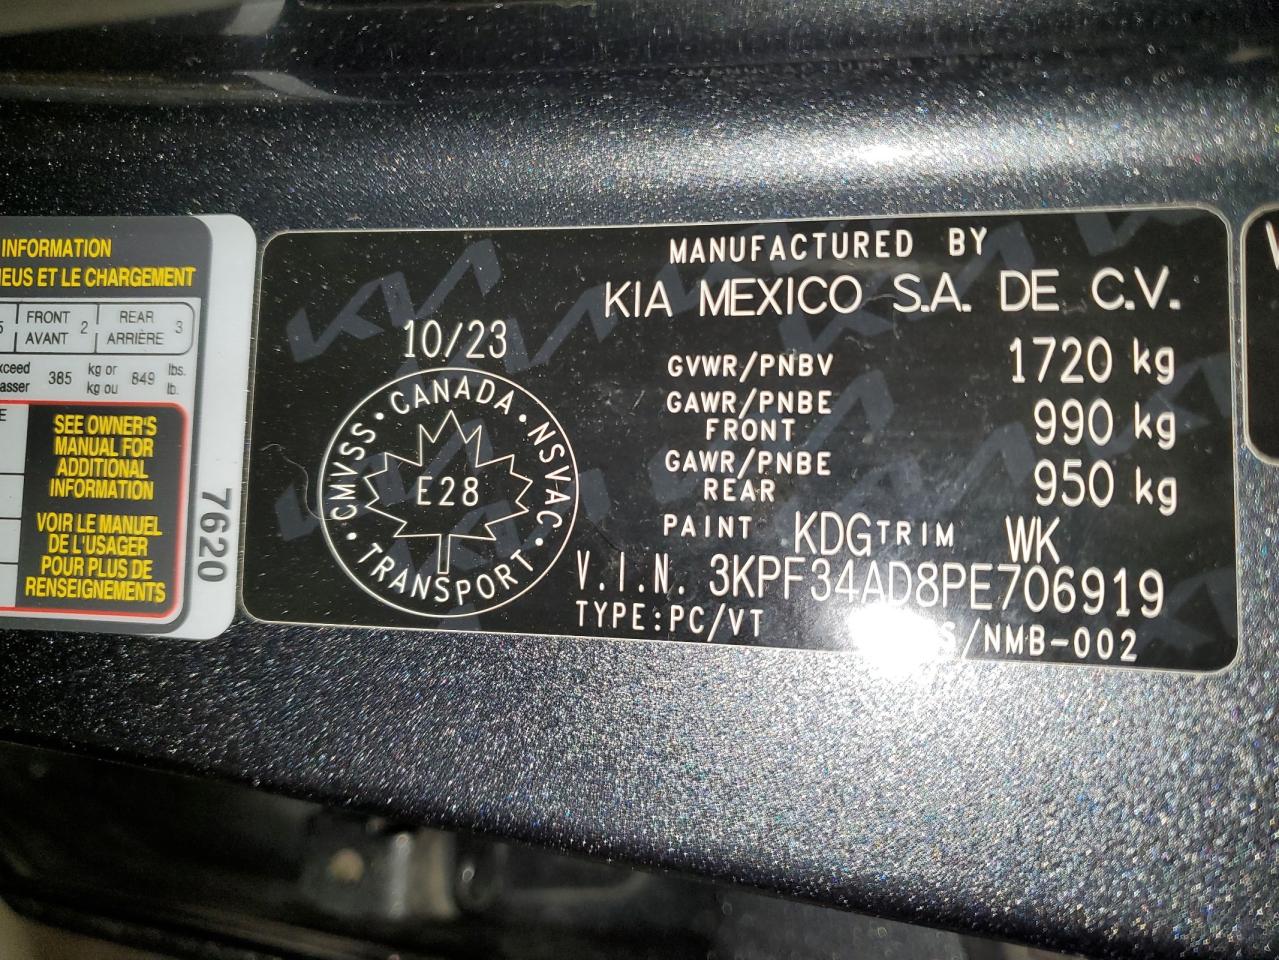 INFORMATION
NEUS ET LE CHARGEMENT
5 FRONT AVANT 2 REAR ARRIÈRE 3
xceed 385 kg or 849 lbs.
asser kg ou lb.
E
SEE OWNER'S
MANUAL FOR
ADDITIONAL
INFORMATION
VOIR LE MANUEL
DE L'USAGER
POUR PLUS DE
RENSEIGNEMENTS
7620
MANUFACTURED BY
KIA MEXICO S.A. DE C.V.
10/23
GVWR/PNBV 1720 kg
GAWR/PNBE FRONT 990 kg
GAWR/PNBE REAR 950 kg
CANADA • NSVAC • TRANSPORT • CMVSS •
E28
PAINT KDG TRIM WK
V.I.N. 3KPF34AD8PE706919
TYPE:PC/VT S/NMB-002